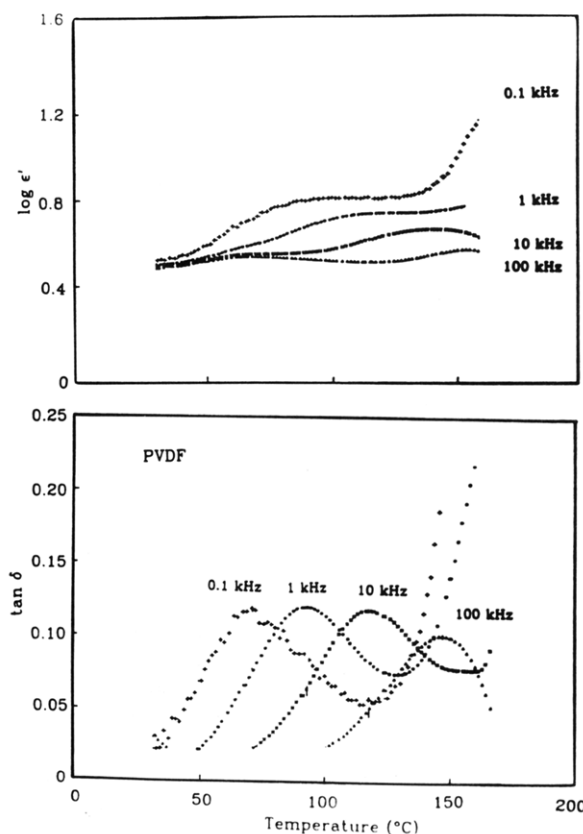 1.6
1.2
0.8
0.4
0
log ε'
0.1 kHz
1 kHz
10 kHz
100 kHz
0.25
0.20
0.15
0.10
0.05
0
tan δ
PVDF
0.1 kHz
1 kHz
10 kHz
100 kHz
0
50
100
150
200
Temperature (°C)